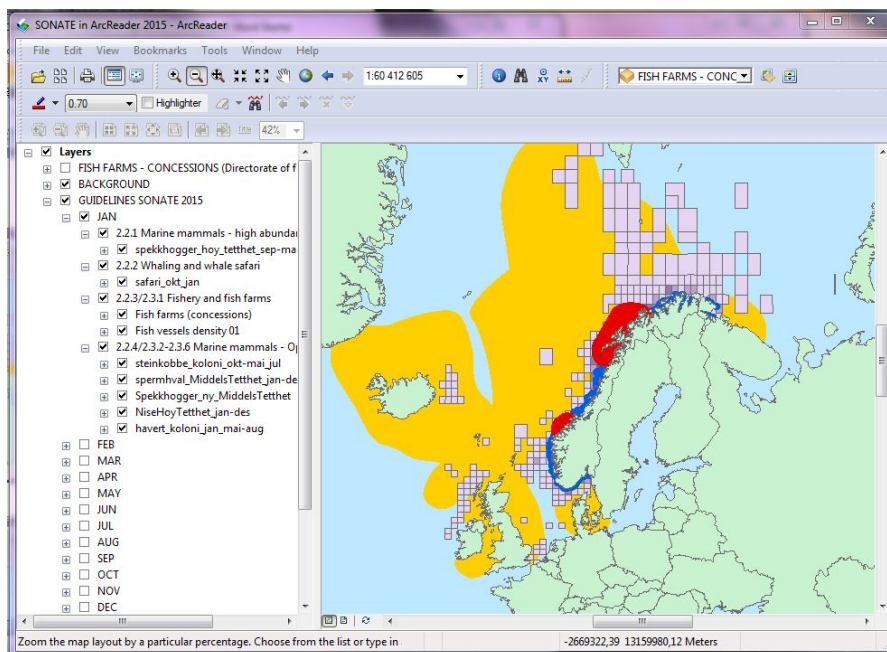 SONATE in ArcReader 2015 - ArcReader
File Edit View Bookmarks Tools Window Help
1:60 412 605 FISH FARMS - CONC
0.70 Highlighter
42%
Layers
FISH FARMS - CONCESSIONS (Directorate of f
BACKGROUND
GUIDELINES SONATE 2015
JAN
2.2.1 Marine mammals - high abundar
spekkhogger_hoy_tetthet_sep-ma
2.2.2 Whaling and whale safari
safari_okt_jan
2.2.3/2.3.1 Fishery and fish farms
Fish farms (concessions)
Fish vessels density 01
2.2.4/2.3.2-2.3.6 Marine mammals - Op
steinkobbe_koloni_okt-mai_jul
spermhval_MiddelsTetthet_jan-de
Spekkhogger_ny_MiddelsTetthet
NiseHoyTetthet_jan-des
havert_koloni_jan_mai-aug
FEB
MAR
APR
MAY
JUN
JUL
AUG
SEP
OCT
NOV
DEC
Zoom the map layout by a particular percentage. Choose from the list or type in -2669322,39 13159980,12 Meters